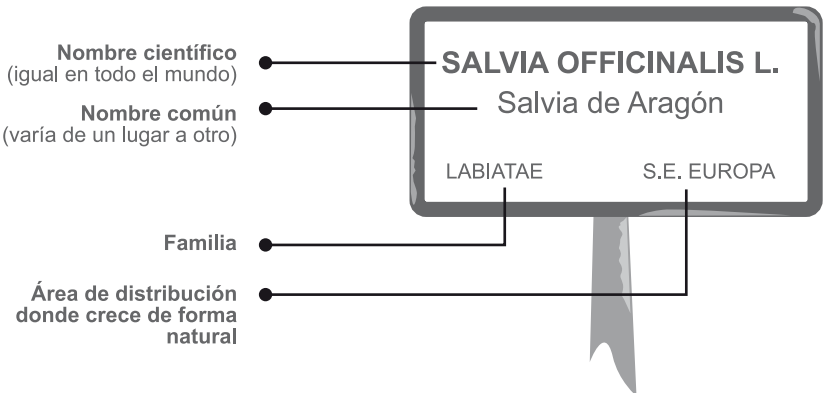 Nombre científico
(igual en todo el mundo)
Nombre común
(varía de un lugar a otro)
Familia
Área de distribución
donde crece de forma
natural
SALVIA OFFICINALIS L.
Salvia de Aragón
LABIATAE S.E. EUROPA